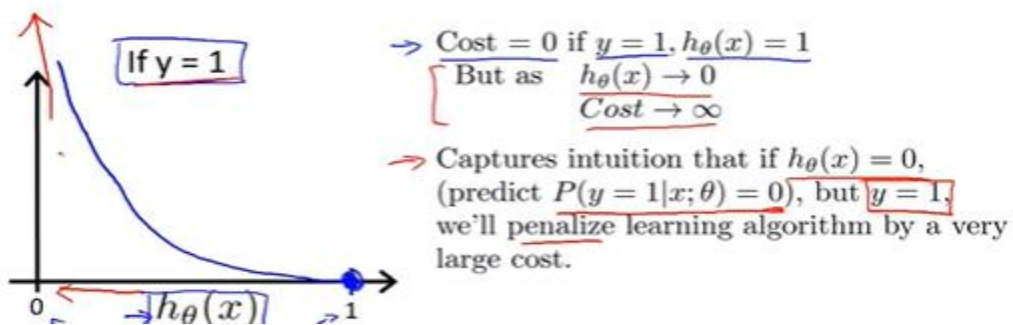 If y = 1
Cost = 0 if y = 1, hθ(x) = 1
But as hθ(x) → 0
Cost → ∞
Captures intuition that if hθ(x) = 0,
(predict P(y = 1|x; θ) = 0), but y = 1,
we'll penalize learning algorithm by a very
large cost.
0 hθ(x) 1